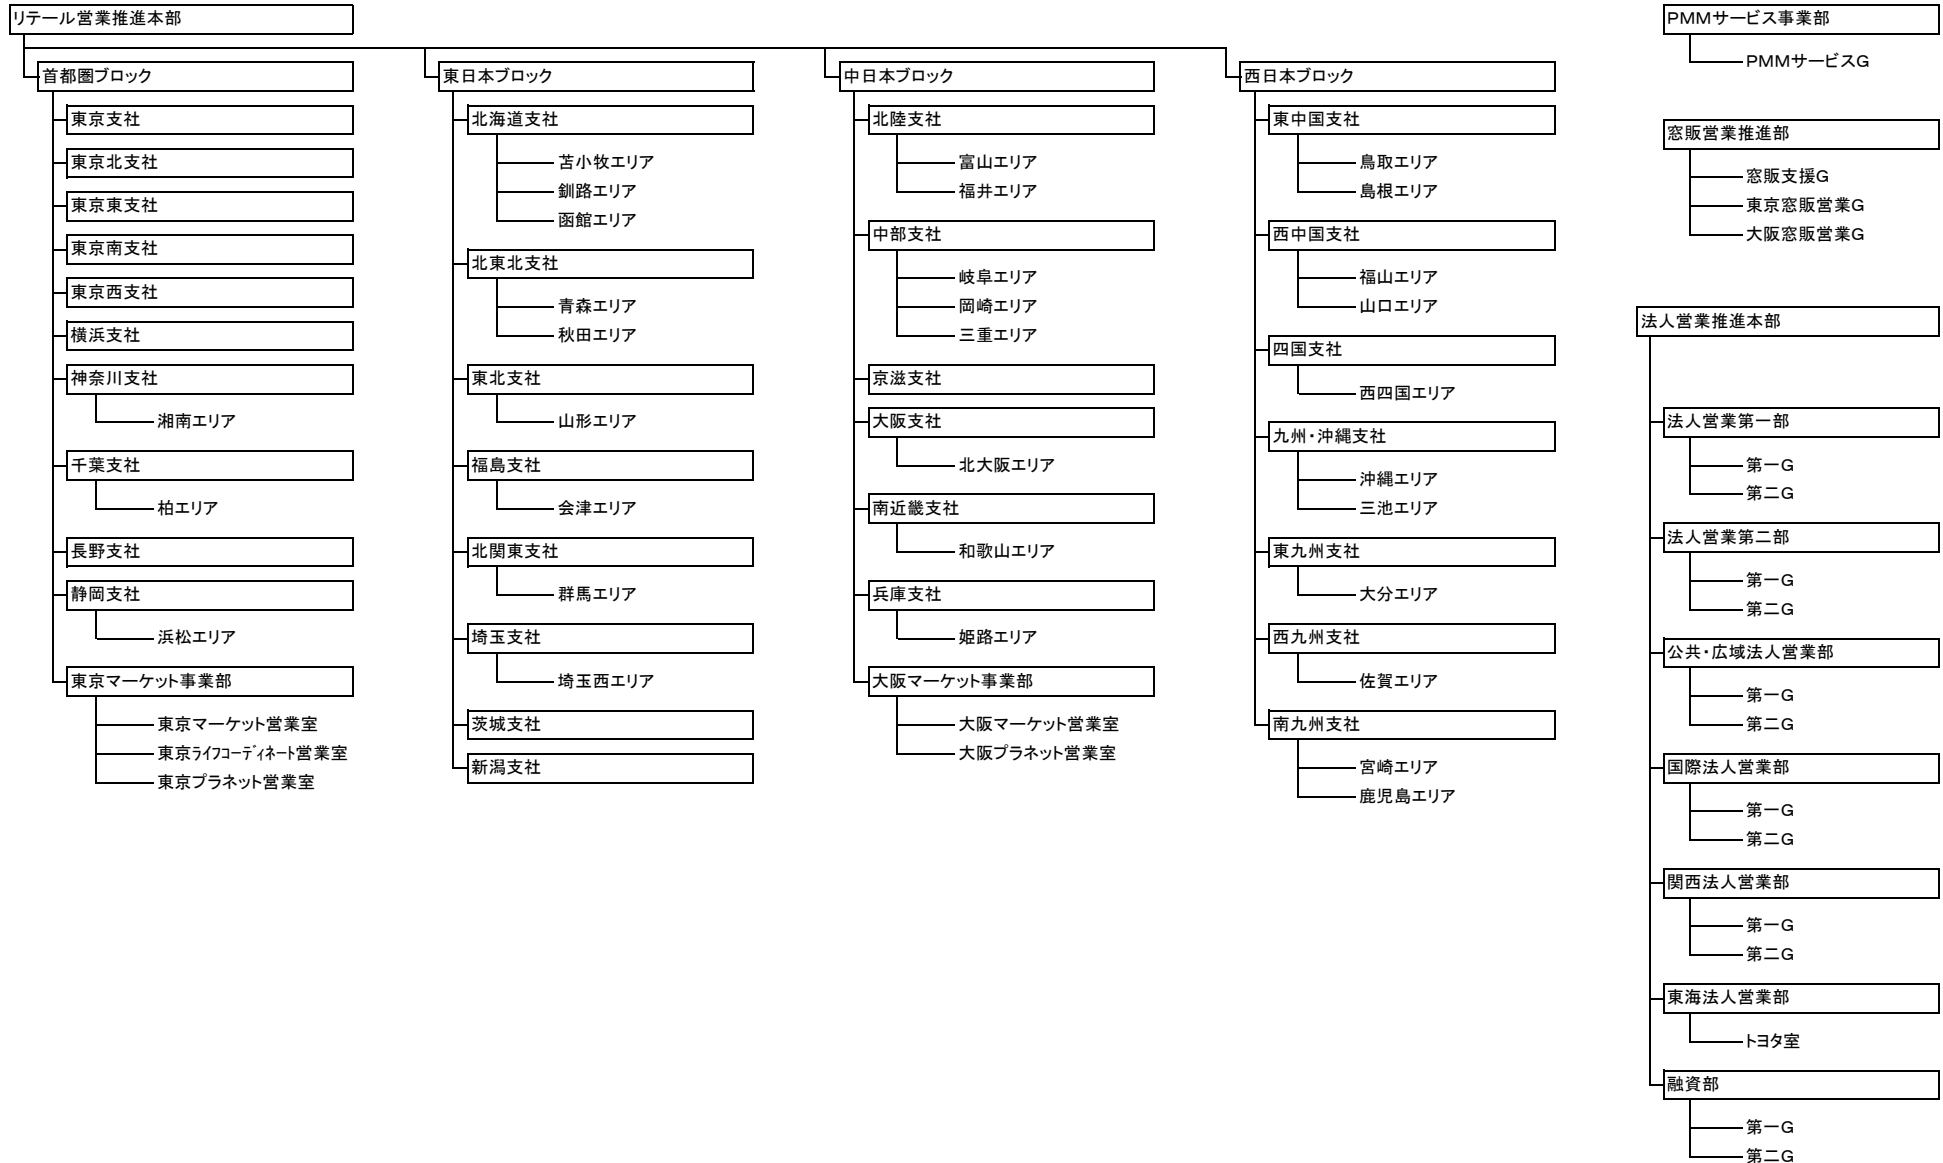 リテール営業推進本部
首都圏ブロック
東京支社
東京北支社
東京東支社
東京南支社
東京西支社
横浜支社
神奈川支社
湘南エリア
千葉支社
柏エリア
長野支社
静岡支社
浜松エリア
東京マーケット事業部
東京マーケット営業室
東京ﾗｲﾌｺｰﾃﾞｨﾈｰﾄ営業室
東京プラネット営業室
東日本ブロック
北海道支社
苫小牧エリア
釧路エリア
函館エリア
北東北支社
青森エリア
秋田エリア
東北支社
山形エリア
福島支社
会津エリア
北関東支社
群馬エリア
埼玉支社
埼玉西エリア
茨城支社
新潟支社
中日本ブロック
北陸支社
富山エリア
福井エリア
中部支社
岐阜エリア
岡崎エリア
三重エリア
京滋支社
大阪支社
北大阪エリア
南近畿支社
和歌山エリア
兵庫支社
姫路エリア
大阪マーケット事業部
大阪マーケット営業室
大阪プラネット営業室
西日本ブロック
東中国支社
鳥取エリア
島根エリア
西中国支社
福山エリア
山口エリア
四国支社
西四国エリア
九州・沖縄支社
沖縄エリア
三池エリア
東九州支社
大分エリア
西九州支社
佐賀エリア
南九州支社
宮崎エリア
鹿児島エリア
PMMサービス事業部
PMMサービスG
窓販営業推進部
窓販支援G
東京窓販営業G
大阪窓販営業G
法人営業推進本部
法人営業第一部
第一G
第二G
法人営業第二部
第一G
第二G
公共・広域法人営業部
第一G
第二G
国際法人営業部
第一G
第二G
関西法人営業部
第一G
第二G
東海法人営業部
トヨタ室
融資部
第一G
第二G